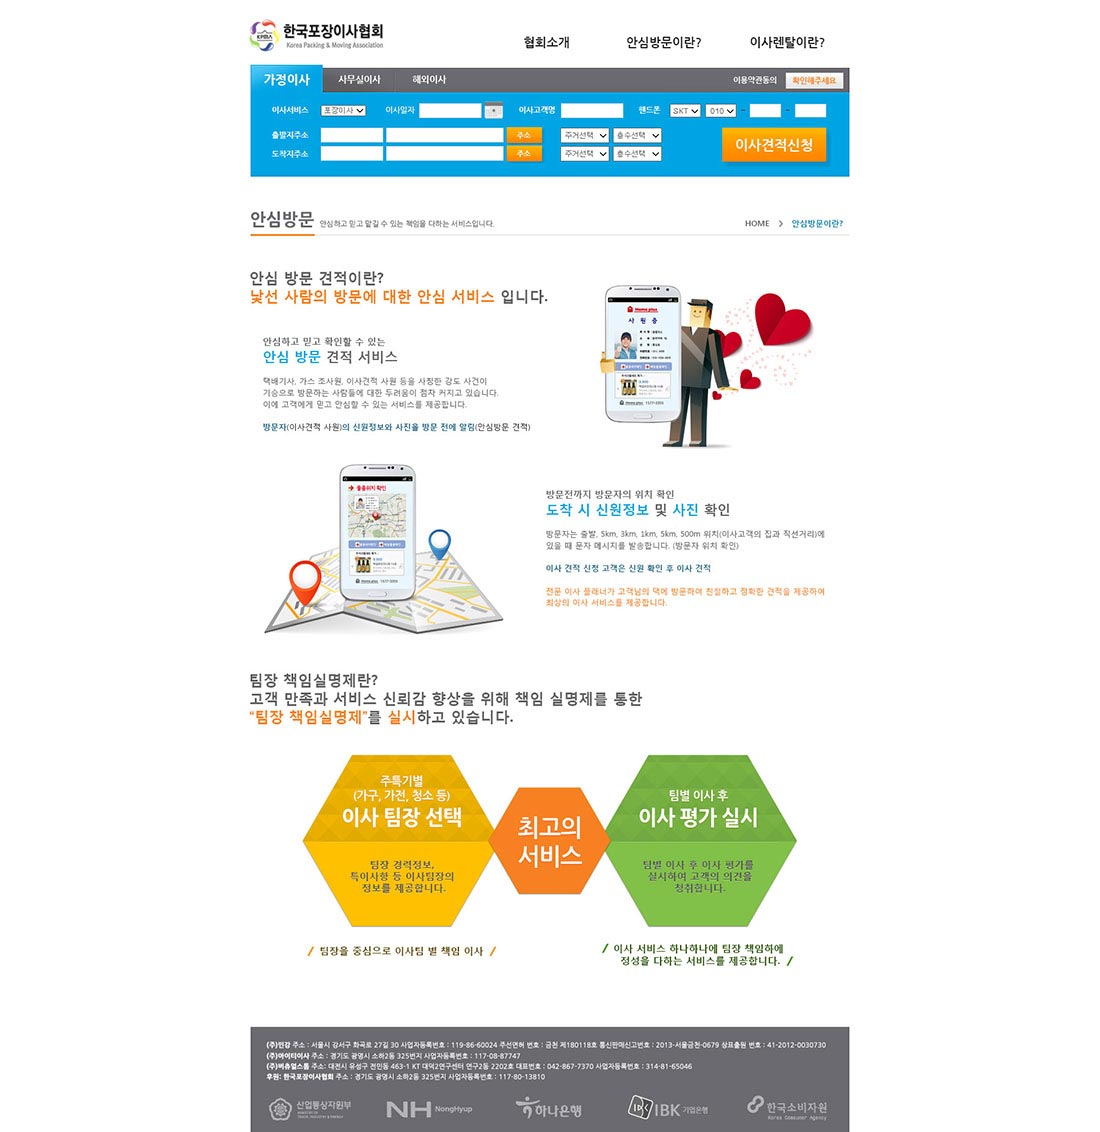 한국포장이사협회
Korea Packing & Moving Association
KPMA
협회소개 안심방문이란? 이사렌탈이란?
가정이사 사무실이사 해외이사 이용약관동의 확인해주세요
이사서비스 포장이사 이사일자 이사고객명 핸드폰 SKT 010 - -
출발지주소 주소 주거선택 층수선택
도착지주소 주소 주거선택 층수선택
이사견적신청
안심방문 안심하고 믿고 맡길 수 있는 책임을 다하는 서비스입니다. HOME > 안심방문이란?
안심 방문 견적이란?
낯선 사람의 방문에 대한 안심 서비스 입니다.
안심하고 믿고 확인할 수 있는
안심 방문 견적 서비스
택배기사, 가스 조사원, 이사견적 사원 등을 사칭한 강도 사건이
기승으로 방문하는 사람들에 대한 두려움이 점차 커지고 있습니다.
이에 고객에게 믿고 안심할 수 있는 서비스를 제공합니다.
방문자(이사견적 사원)의 신원정보와 사진을 방문 전에 알림(안심방문 견적)
Home plus
사 원 증
Home plus 1577-3355
물품위치 확인
Home plus 1577-3355
방문전까지 방문자의 위치 확인
도착 시 신원정보 및 사진 확인
방문자는 출발, 5km, 3km, 1km, 5km, 500m 위치(이사고객의 집과 직선거리)에
있을 때 문자 메시지를 발송합니다. (방문자 위치 확인)
이사 견적 신청 고객은 신원 확인 후 이사 견적
전문 이사 플래너가 고객님의 댁에 방문하여 친절하고 정확한 견적을 제공하여
최상의 이사 서비스를 제공합니다.
팀장 책임실명제란?
고객 만족과 서비스 신뢰감 향상을 위해 책임 실명제를 통한
“팀장 책임실명제”를 실시하고 있습니다.
주특기별
(가구, 가전, 청소 등)
이사 팀장 선택
팀장 경력정보,
특이사항 등 이사팀장의
정보를 제공합니다.
최고의
서비스
팀별 이사 후
이사 평가 실시
팀별 이사 후 이사 평가를
실시하여 고객의 의견을
청취합니다.
/ 팀장을 중심으로 이사팀 별 책임 이사 /
/ 이사 서비스 하나하나에 팀장 책임하에
정성을 다하는 서비스를 제공합니다. /
(주)민강 주소 : 서울시 강서구 화곡로 27길 30 사업자등록번호 : 119-86-60024 주선면허 번호 : 금천 제180118호 통신판매신고번호 : 2013-서울금천-0679 상표출원 번호 : 41-2012-0030730
(주)아이티이사 주소 : 경기도 광명시 소하2동 325번지 사업자등록번호 : 117-08-87747
(주)버츄얼스톰 주소: 대전시 유성구 전민동 463-1 KT 대덕2연구센터 연구2동 2202호 대표번호 : 042-867-7370 사업자등록번호 : 314-81-65046
후원: 한국포장이사협회 주소 : 경기도 광명시 소하2동 325번지 사업자등록번호 : 117-80-13810
산업통상자원부
MINISTRY OF
TRADE, INDUSTRY & ENERGY
NH NongHyup
하나은행
IBK 기업은행
한국소비자원
Korea Consumer Agency